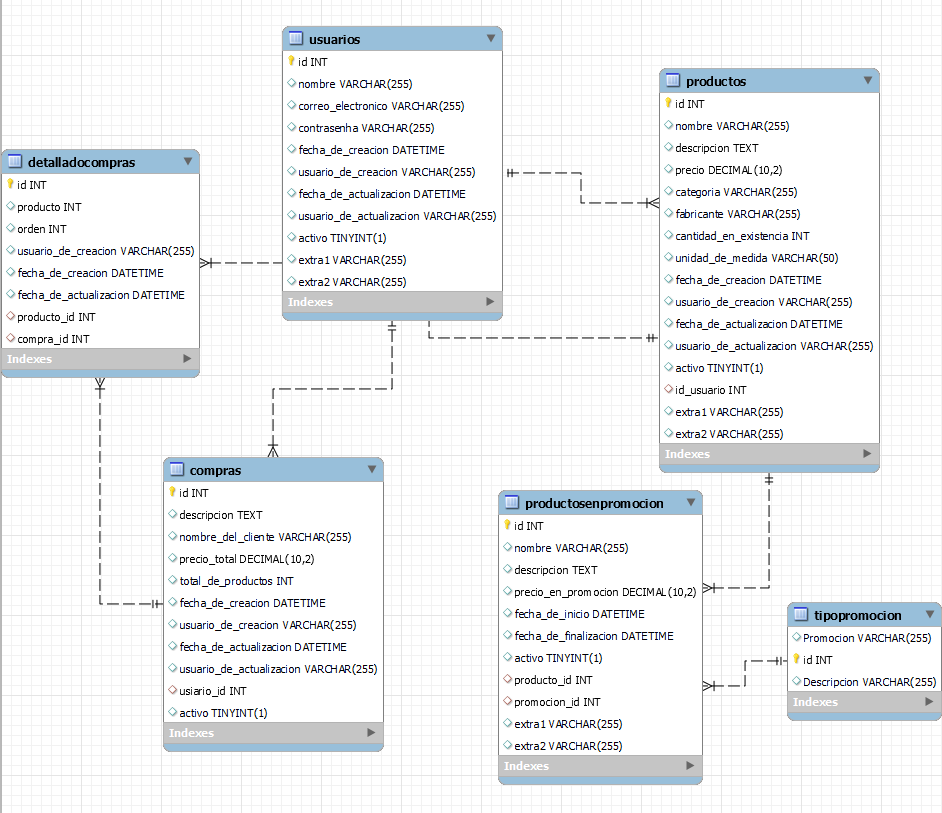 usuarios
id INT
nombre VARCHAR(255)
correo_electronico VARCHAR(255)
contrasenha VARCHAR(255)
fecha_de_creacion DATETIME
usuario_de_creacion VARCHAR(255)
fecha_de_actualizacion DATETIME
usuario_de_actualizacion VARCHAR(255)
activo TINYINT(1)
extra1 VARCHAR(255)
extra2 VARCHAR(255)
Indexes
productos
id INT
nombre VARCHAR(255)
descripcion TEXT
precio DECIMAL(10,2)
categoria VARCHAR(255)
fabricante VARCHAR(255)
cantidad_en_existencia INT
unidad_de_medida VARCHAR(50)
fecha_de_creacion DATETIME
usuario_de_creacion VARCHAR(255)
fecha_de_actualizacion DATETIME
usuario_de_actualizacion VARCHAR(255)
activo TINYINT(1)
id_usuario INT
extra1 VARCHAR(255)
extra2 VARCHAR(255)
Indexes
detalladocompras
id INT
producto INT
orden INT
usuario_de_creacion VARCHAR(255)
fecha_de_creacion DATETIME
fecha_de_actualizacion DATETIME
producto_id INT
compra_id INT
Indexes
compras
id INT
descripcion TEXT
nombre_del_cliente VARCHAR(255)
precio_total DECIMAL(10,2)
total_de_productos INT
fecha_de_creacion DATETIME
usuario_de_creacion VARCHAR(255)
fecha_de_actualizacion DATETIME
usuario_de_actualizacion VARCHAR(255)
usiario_id INT
activo TINYINT(1)
Indexes
productosenpromocion
id INT
nombre VARCHAR(255)
descripcion TEXT
precio_en_promocion DECIMAL(10,2)
fecha_de_inicio DATETIME
fecha_de_finalizacion DATETIME
activo TINYINT(1)
producto_id INT
promocion_id INT
extra1 VARCHAR(255)
extra2 VARCHAR(255)
Indexes
tipopromocion
Promocion VARCHAR(255)
id INT
Descripcion VARCHAR(255)
Indexes